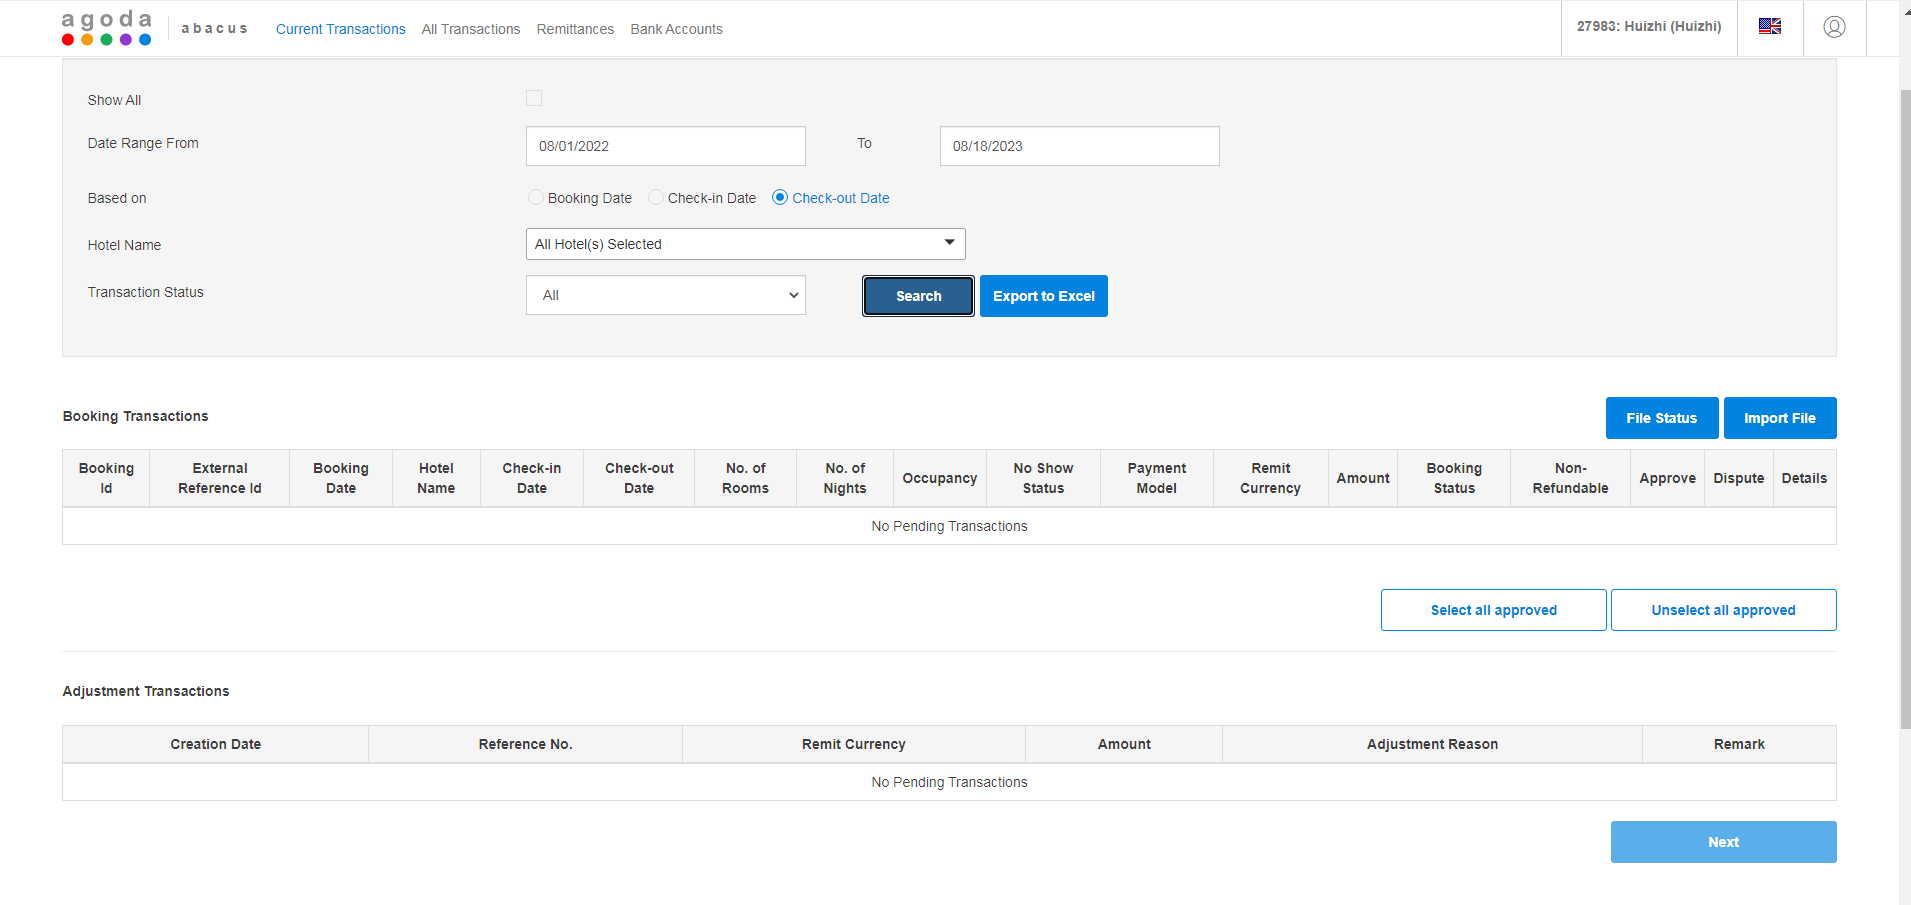 agoda abacus Current Transactions All Transactions Remittances Bank Accounts 27983: Huizhi (Huizhi)
Show All
Date Range From 08/01/2022 To 08/18/2023
Based on Booking Date Check-in Date Check-out Date
Hotel Name All Hotel(s) Selected
Transaction Status All Search Export to Excel
Booking Transactions File Status Import File
Booking Id External Reference Id Booking Date Hotel Name Check-in Date Check-out Date No. of Rooms No. of Nights Occupancy No Show Status Payment Model Remit Currency Amount Booking Status Non-Refundable Approve Dispute Details
No Pending Transactions
Select all approved Unselect all approved
Adjustment Transactions
Creation Date Reference No. Remit Currency Amount Adjustment Reason Remark
No Pending Transactions
Next